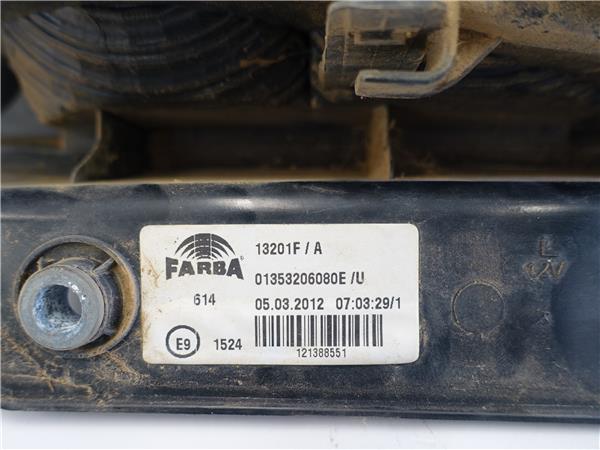 FARBA
13201F / A
01353206080E /U
614
05.03.2012 07:03:29/1
E9
1524
121388551
L
12V